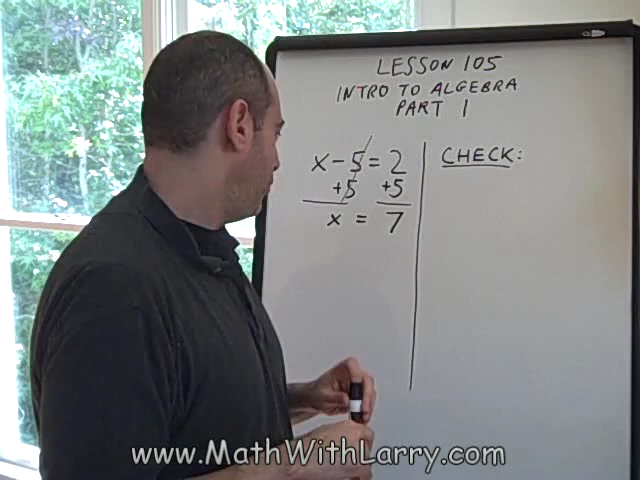 LESSON 105
INTRO TO ALGEBRA
PART 1
x - 5 = 2
+5 +5
x = 7
CHECK:
www.MathWithLarry.com